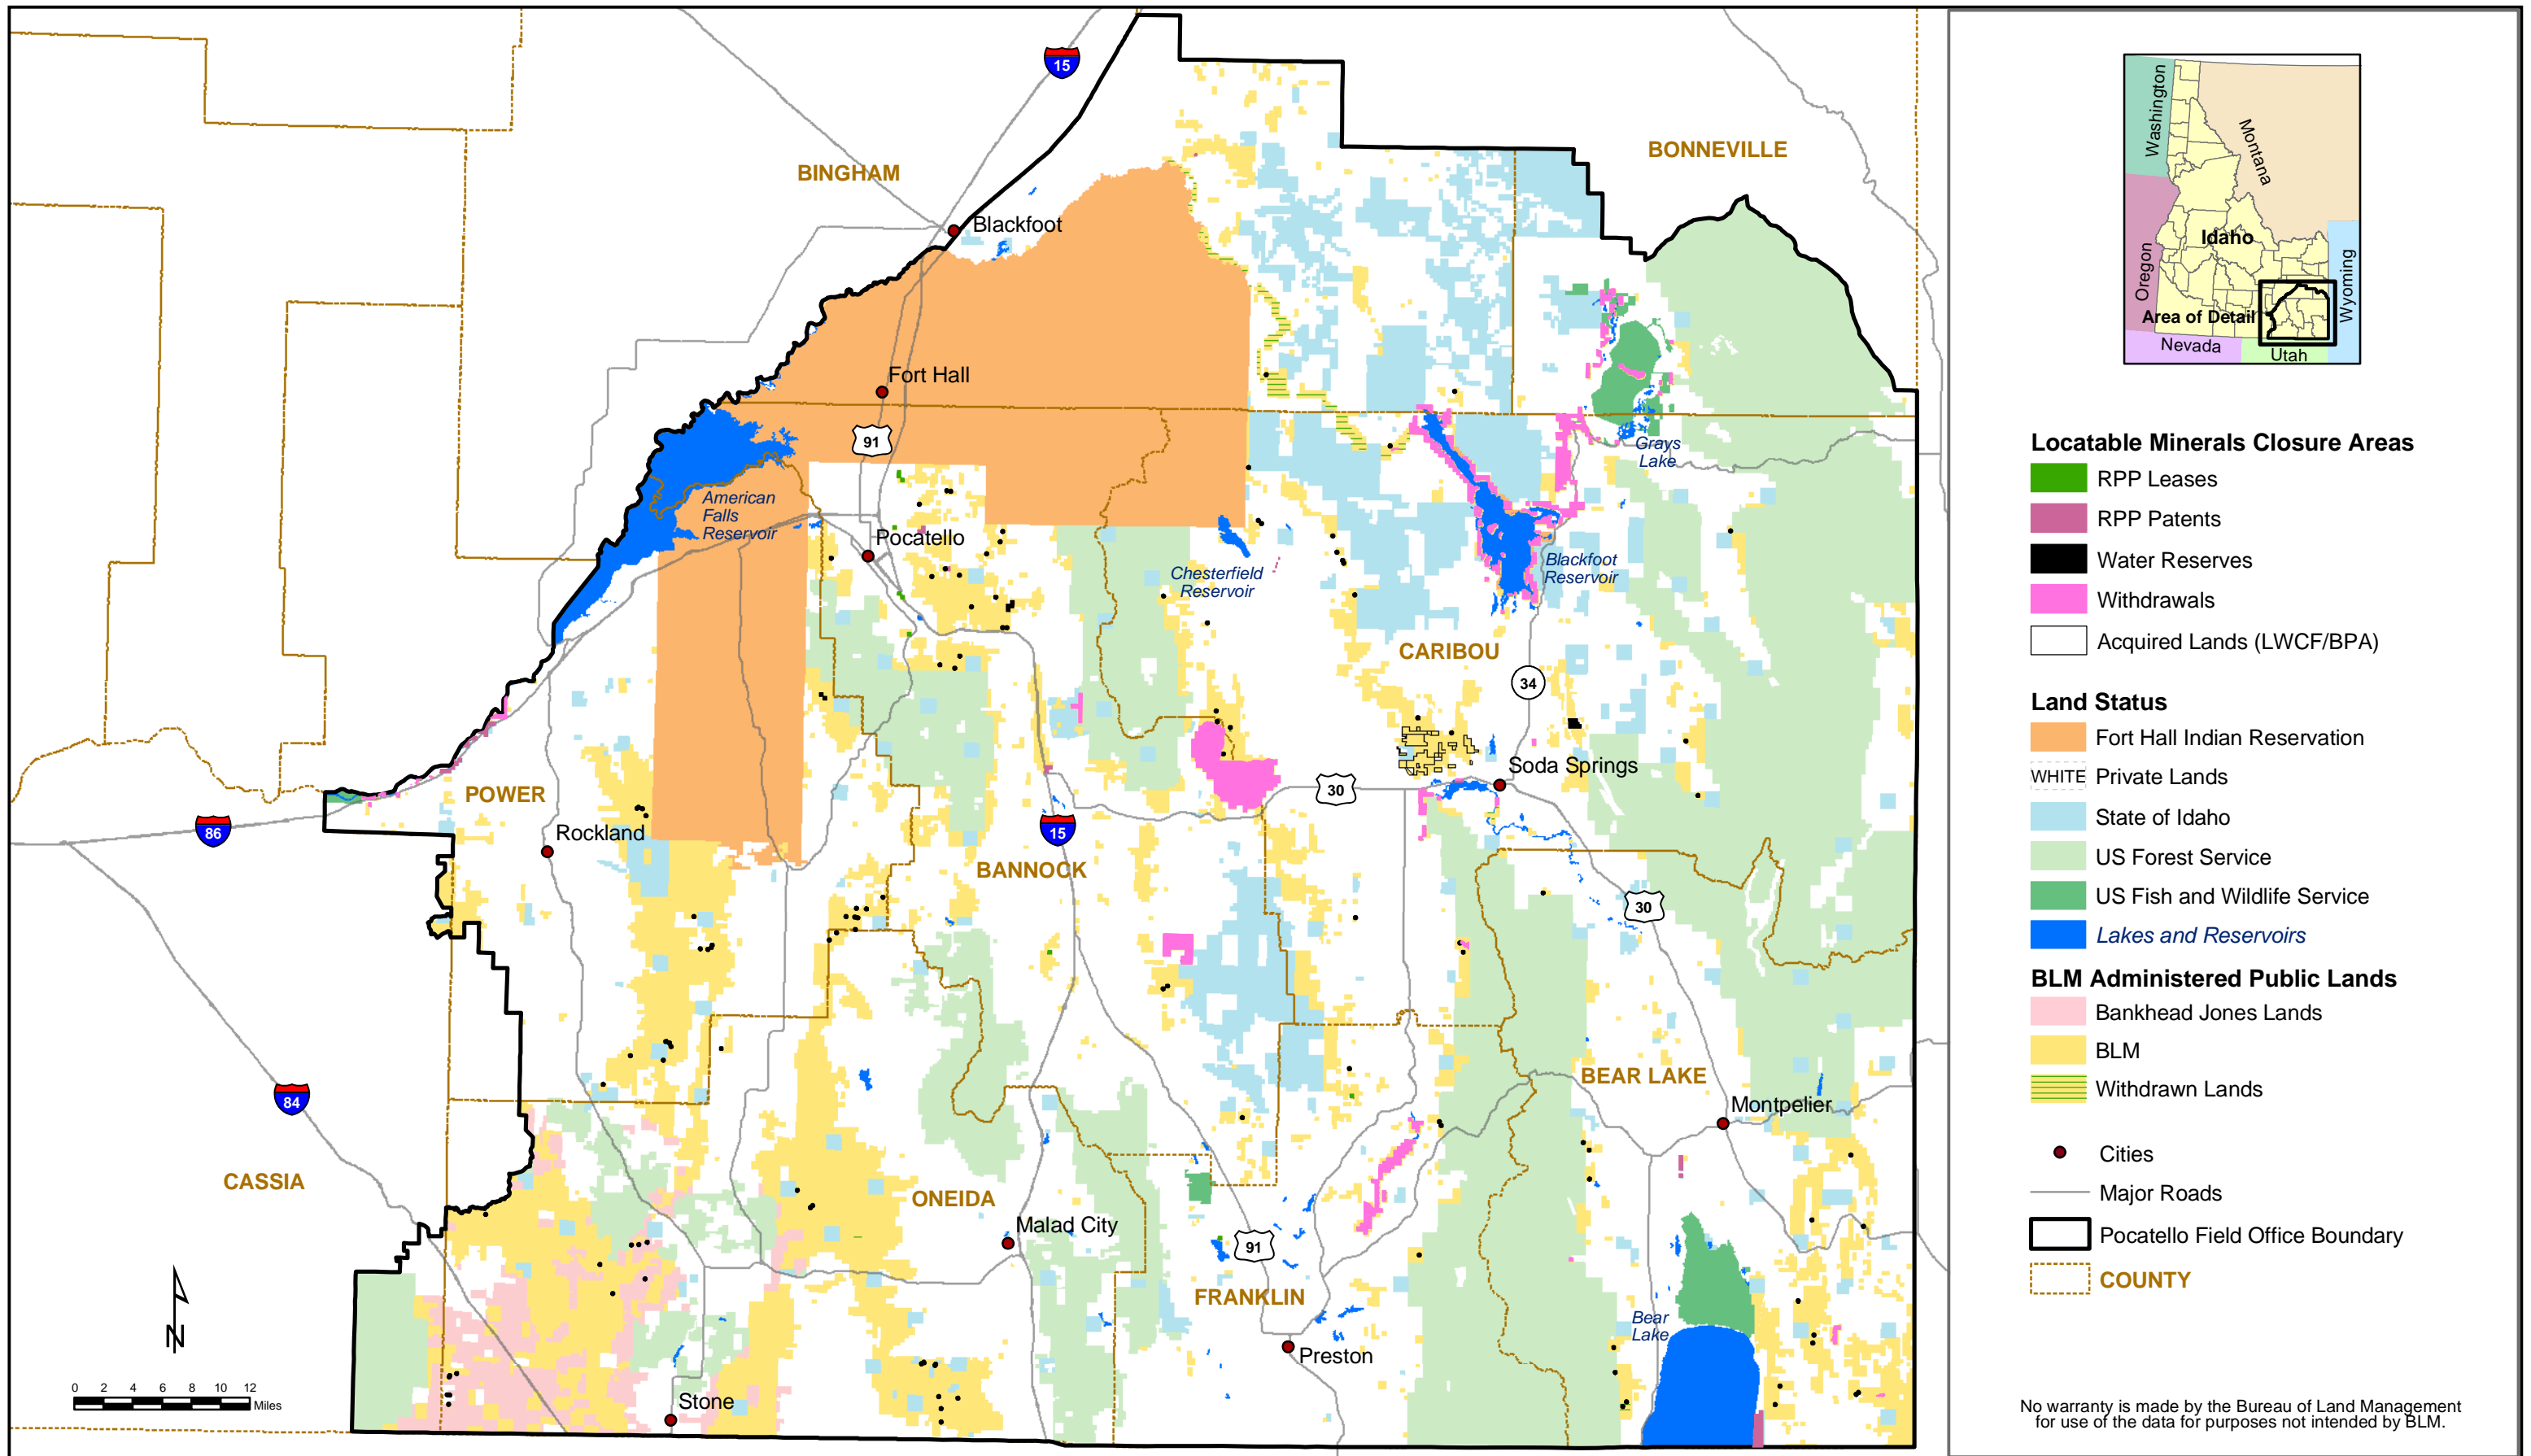 15
BINGHAM
BONNEVILLE
Blackfoot
Fort Hall
91
American
Falls
Reservoir
Pocatello
Grays
Lake
Chesterfield
Reservoir
Blackfoot
Reservoir
CARIBOU
34
Soda Springs
30
POWER
Rockland
86
15
BANNOCK
30
84
BEAR LAKE
Montpelier
CASSIA
ONEIDA
Malad City
91
FRANKLIN
Bear
Lake
Preston
Stone
N
0 2 4 6 8 10 12
Miles
Washington
Montana
Oregon
Idaho
Wyoming
Area of Detail
Nevada
Utah
Locatable Minerals Closure Areas
RPP Leases
RPP Patents
Water Reserves
Withdrawals
Acquired Lands (LWCF/BPA)
Land Status
Fort Hall Indian Reservation
WHITE Private Lands
State of Idaho
US Forest Service
US Fish and Wildlife Service
Lakes and Reservoirs
BLM Administered Public Lands
Bankhead Jones Lands
BLM
Withdrawn Lands
Cities
Major Roads
Pocatello Field Office Boundary
COUNTY
No warranty is made by the Bureau of Land Management
for use of the data for purposes not intended by BLM.